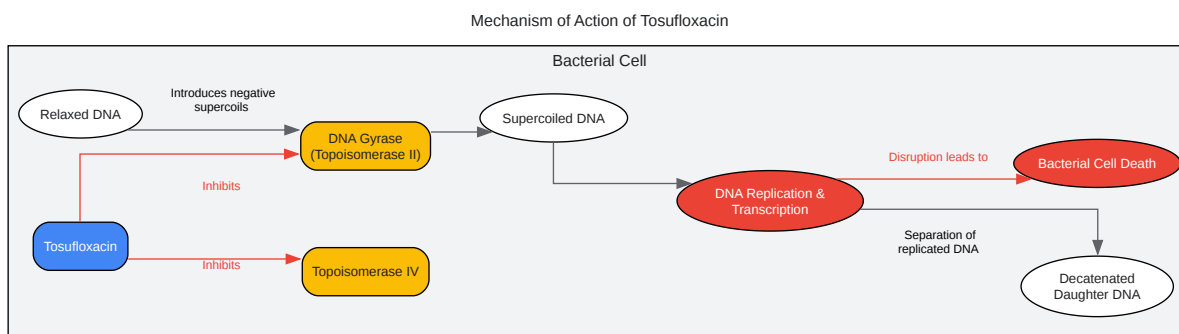 Mechanism of Action of Tosufloxacin
Bacterial Cell
Relaxed DNA
Introduces negative
supercoils
DNA Gyrase
(Topoisomerase II)
Supercoiled DNA
Inhibits
Tosufloxacin
Inhibits
Topoisomerase IV
DNA Replication &
Transcription
Disruption leads to
Bacterial Cell Death
Separation of
replicated DNA
Decatenated
Daughter DNA